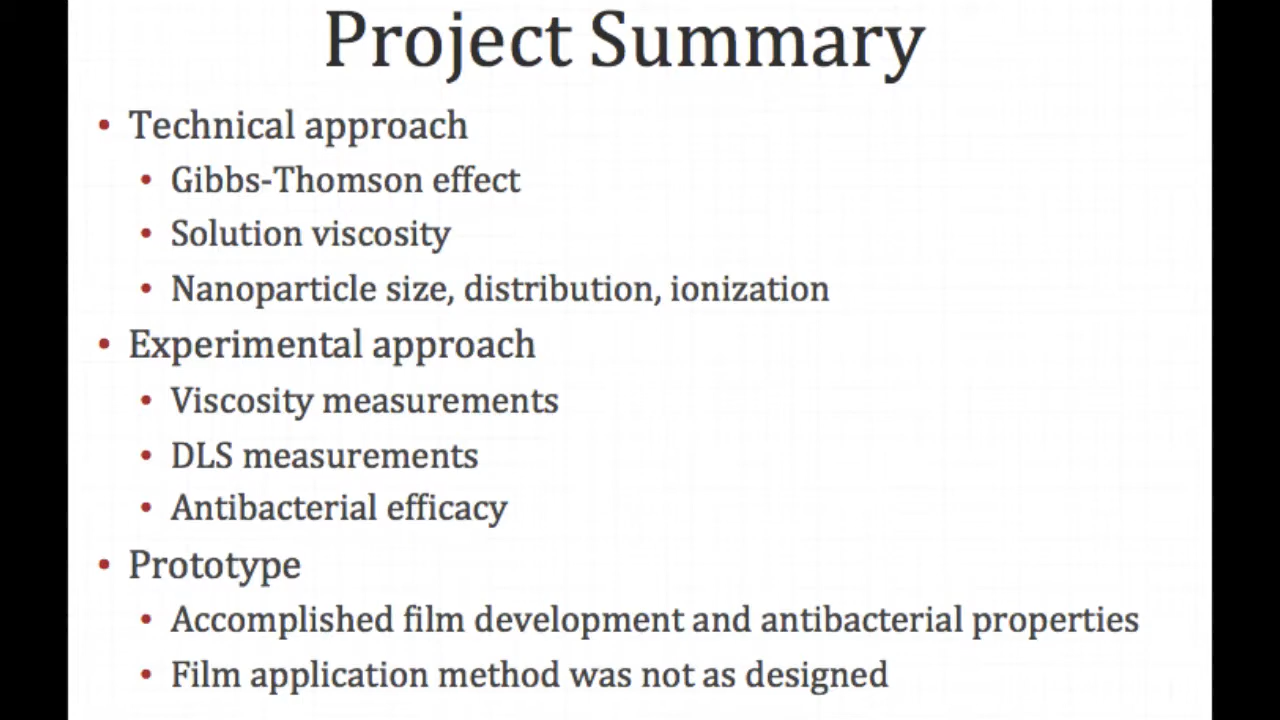 Project Summary
• Technical approach
• Gibbs-Thomson effect
• Solution viscosity
• Nanoparticle size, distribution, ionization
• Experimental approach
• Viscosity measurements
• DLS measurements
• Antibacterial efficacy
• Prototype
• Accomplished film development and antibacterial properties
• Film application method was not as designed